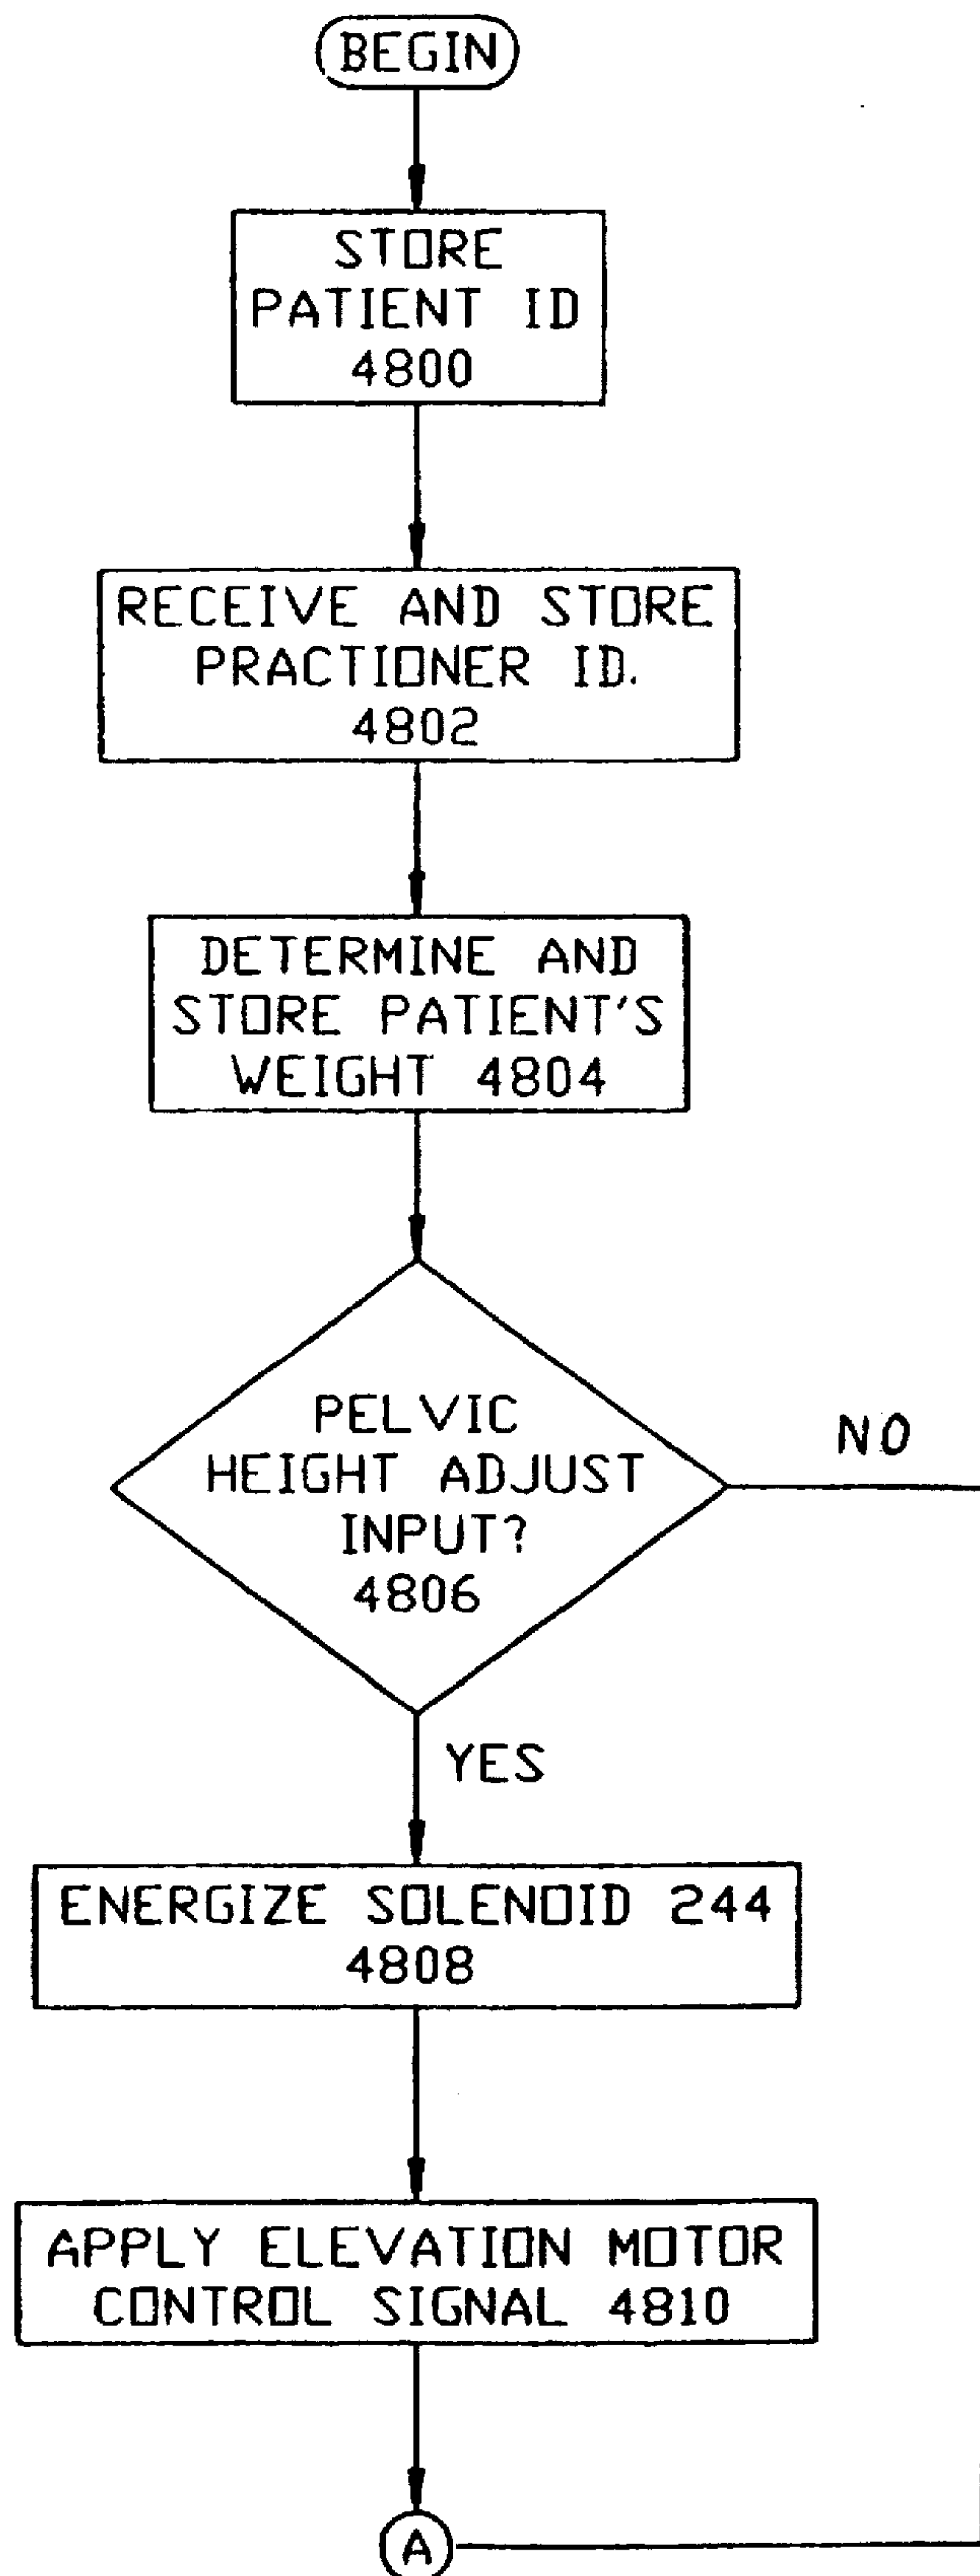 BEGIN
STORE
PATIENT ID
4800
RECEIVE AND STORE
PRACTIONER ID.
4802
DETERMINE AND
STORE PATIENT'S
WEIGHT 4804
PELVIC
HEIGHT ADJUST
INPUT?
4806
NO
YES
ENERGIZE SOLENOID 244
4808
APPLY ELEVATION MOTOR
CONTROL SIGNAL 4810
A